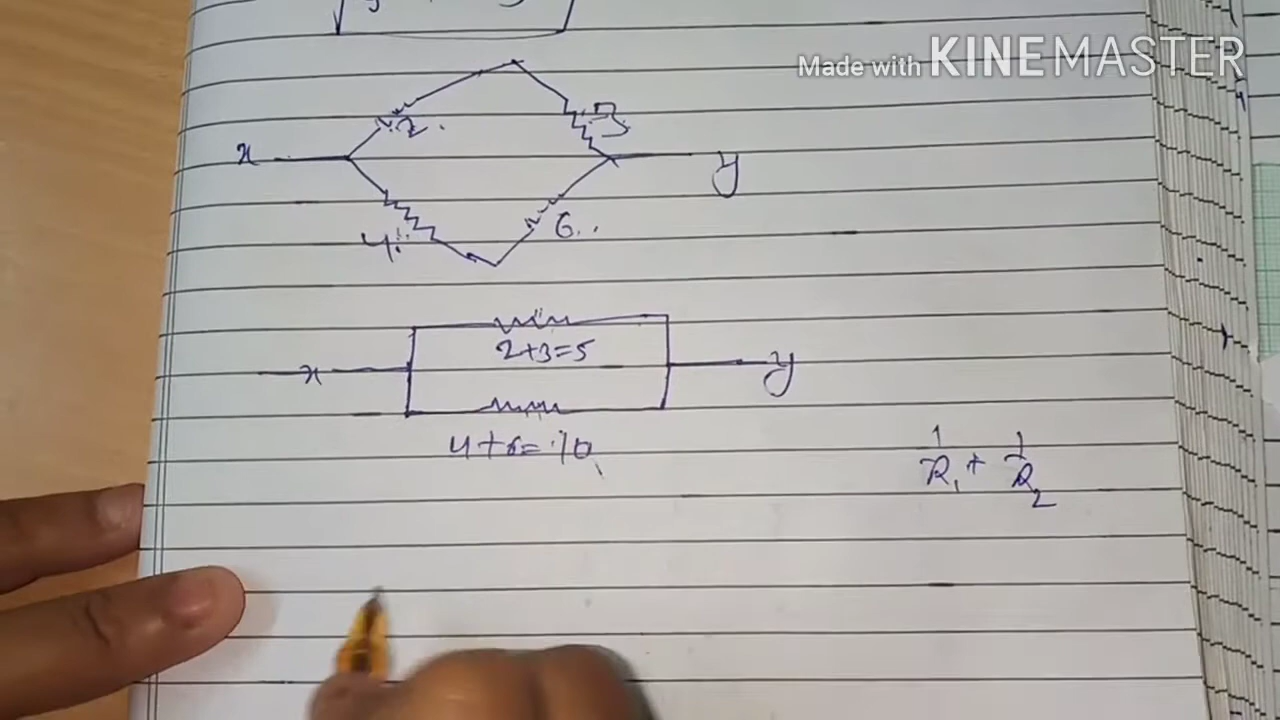 Made with KINEMASTER
2.
3
x
y
4.
6..
2+3=5
x
y
4+6=10
1/R₁ + 1/R₂